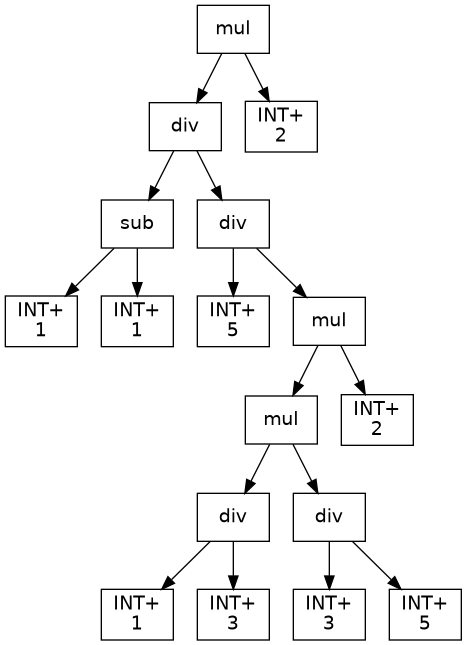 mul
div
INT+
2
sub
div
INT+
1
INT+
1
INT+
5
mul
mul
INT+
2
div
div
INT+
1
INT+
3
INT+
3
INT+
5